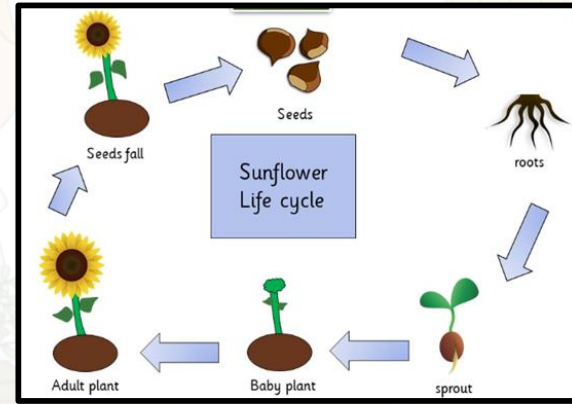 Seeds
Seeds fall
roots
Sunflower
Life cycle
Adult plant
Baby plant
sprout